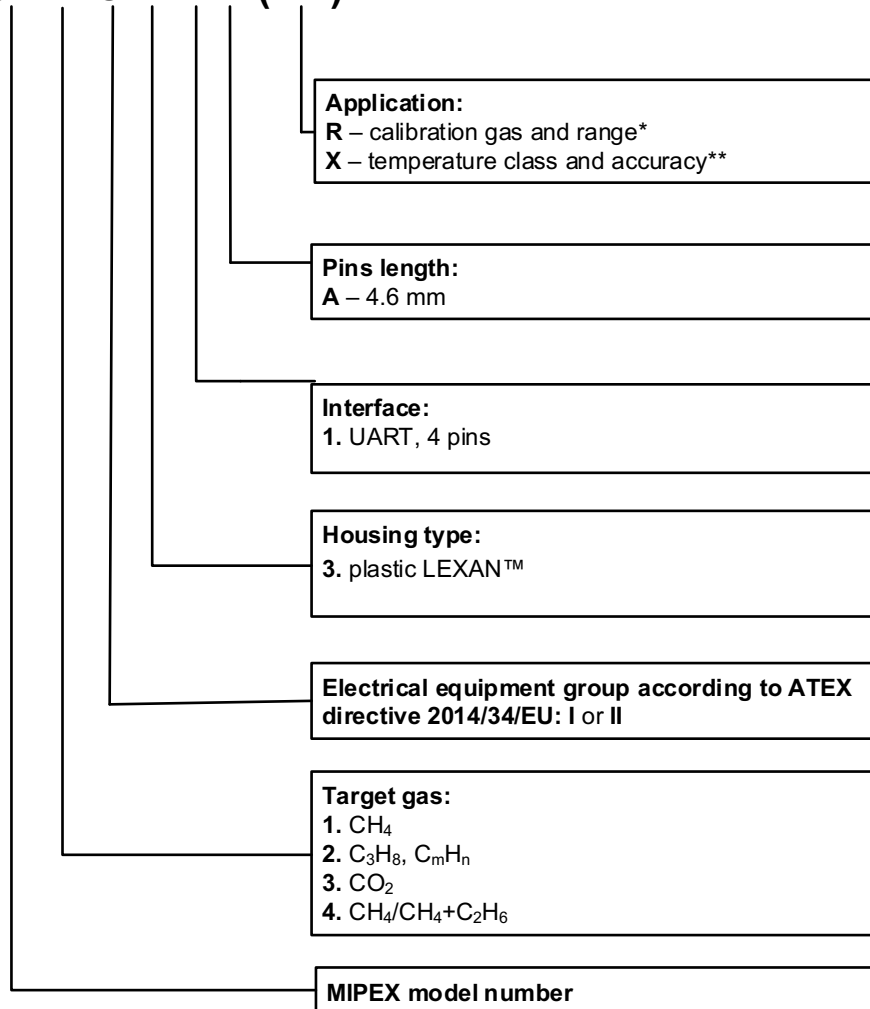 Application:
R – calibration gas and range*
X – temperature class and accuracy**
Pins length:
A – 4.6 mm
Interface:
1. UART, 4 pins
Housing type:
3. plastic LEXAN™
Electrical equipment group according to ATEX
directive 2014/34/EU: I or II
Target gas:
1. CH₄
2. C₃H₈, CₘHₙ
3. CO₂
4. CH₄/CH₄+C₂H₆
MIPEX model number